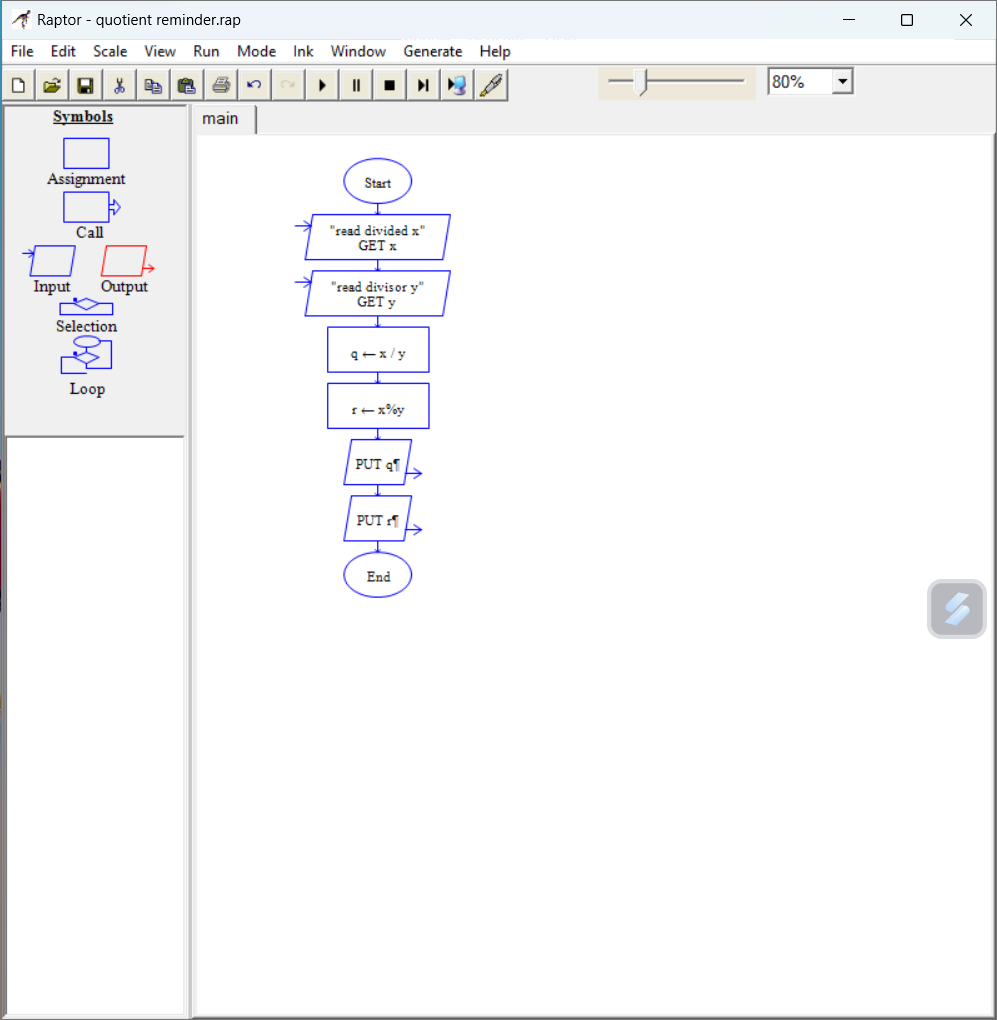 Raptor - quotient reminder.rap
File Edit Scale View Run Mode Ink Window Generate Help
80%
Symbols
Assignment
Call
Input Output
Selection
Loop
main
Start
"read divided x"
GET x
"read divisor y"
GET y
q ← x / y
r ← x%y
PUT q¶
PUT r¶
End